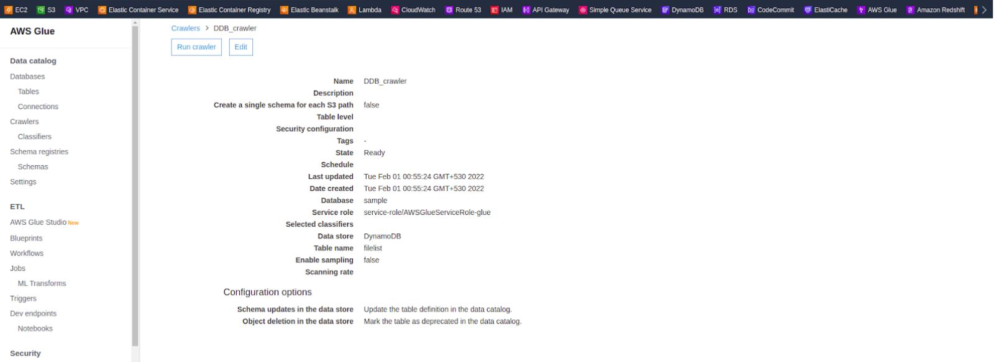 EC2 S3 VPC Elastic Container Service Elastic Container Registry Elastic Beanstalk Lambda CloudWatch Route 53 IAM API Gateway Simple Queue Service DynamoDB RDS CodeCommit ElastiCache AWS Glue Amazon Redshift
AWS Glue
Data catalog
Databases
Tables
Connections
Crawlers
Classifiers
Schema registries
Schemas
Settings
ETL
AWS Glue Studio New
Blueprints
Workflows
Jobs
ML Transforms
Triggers
Dev endpoints
Notebooks
Security
Crawlers > DDB_crawler
Run crawler Edit
Name DDB_crawler
Description
Create a single schema for each S3 path false
Table level
Security configuration
Tags -
State Ready
Schedule
Last updated Tue Feb 01 00:55:24 GMT+530 2022
Date created Tue Feb 01 00:55:24 GMT+530 2022
Database sample
Service role service-role/AWSGlueServiceRole-glue
Selected classifiers
Data store DynamoDB
Table name filelist
Enable sampling false
Scanning rate
Configuration options
Schema updates in the data store Update the table definition in the data catalog.
Object deletion in the data store Mark the table as deprecated in the data catalog.